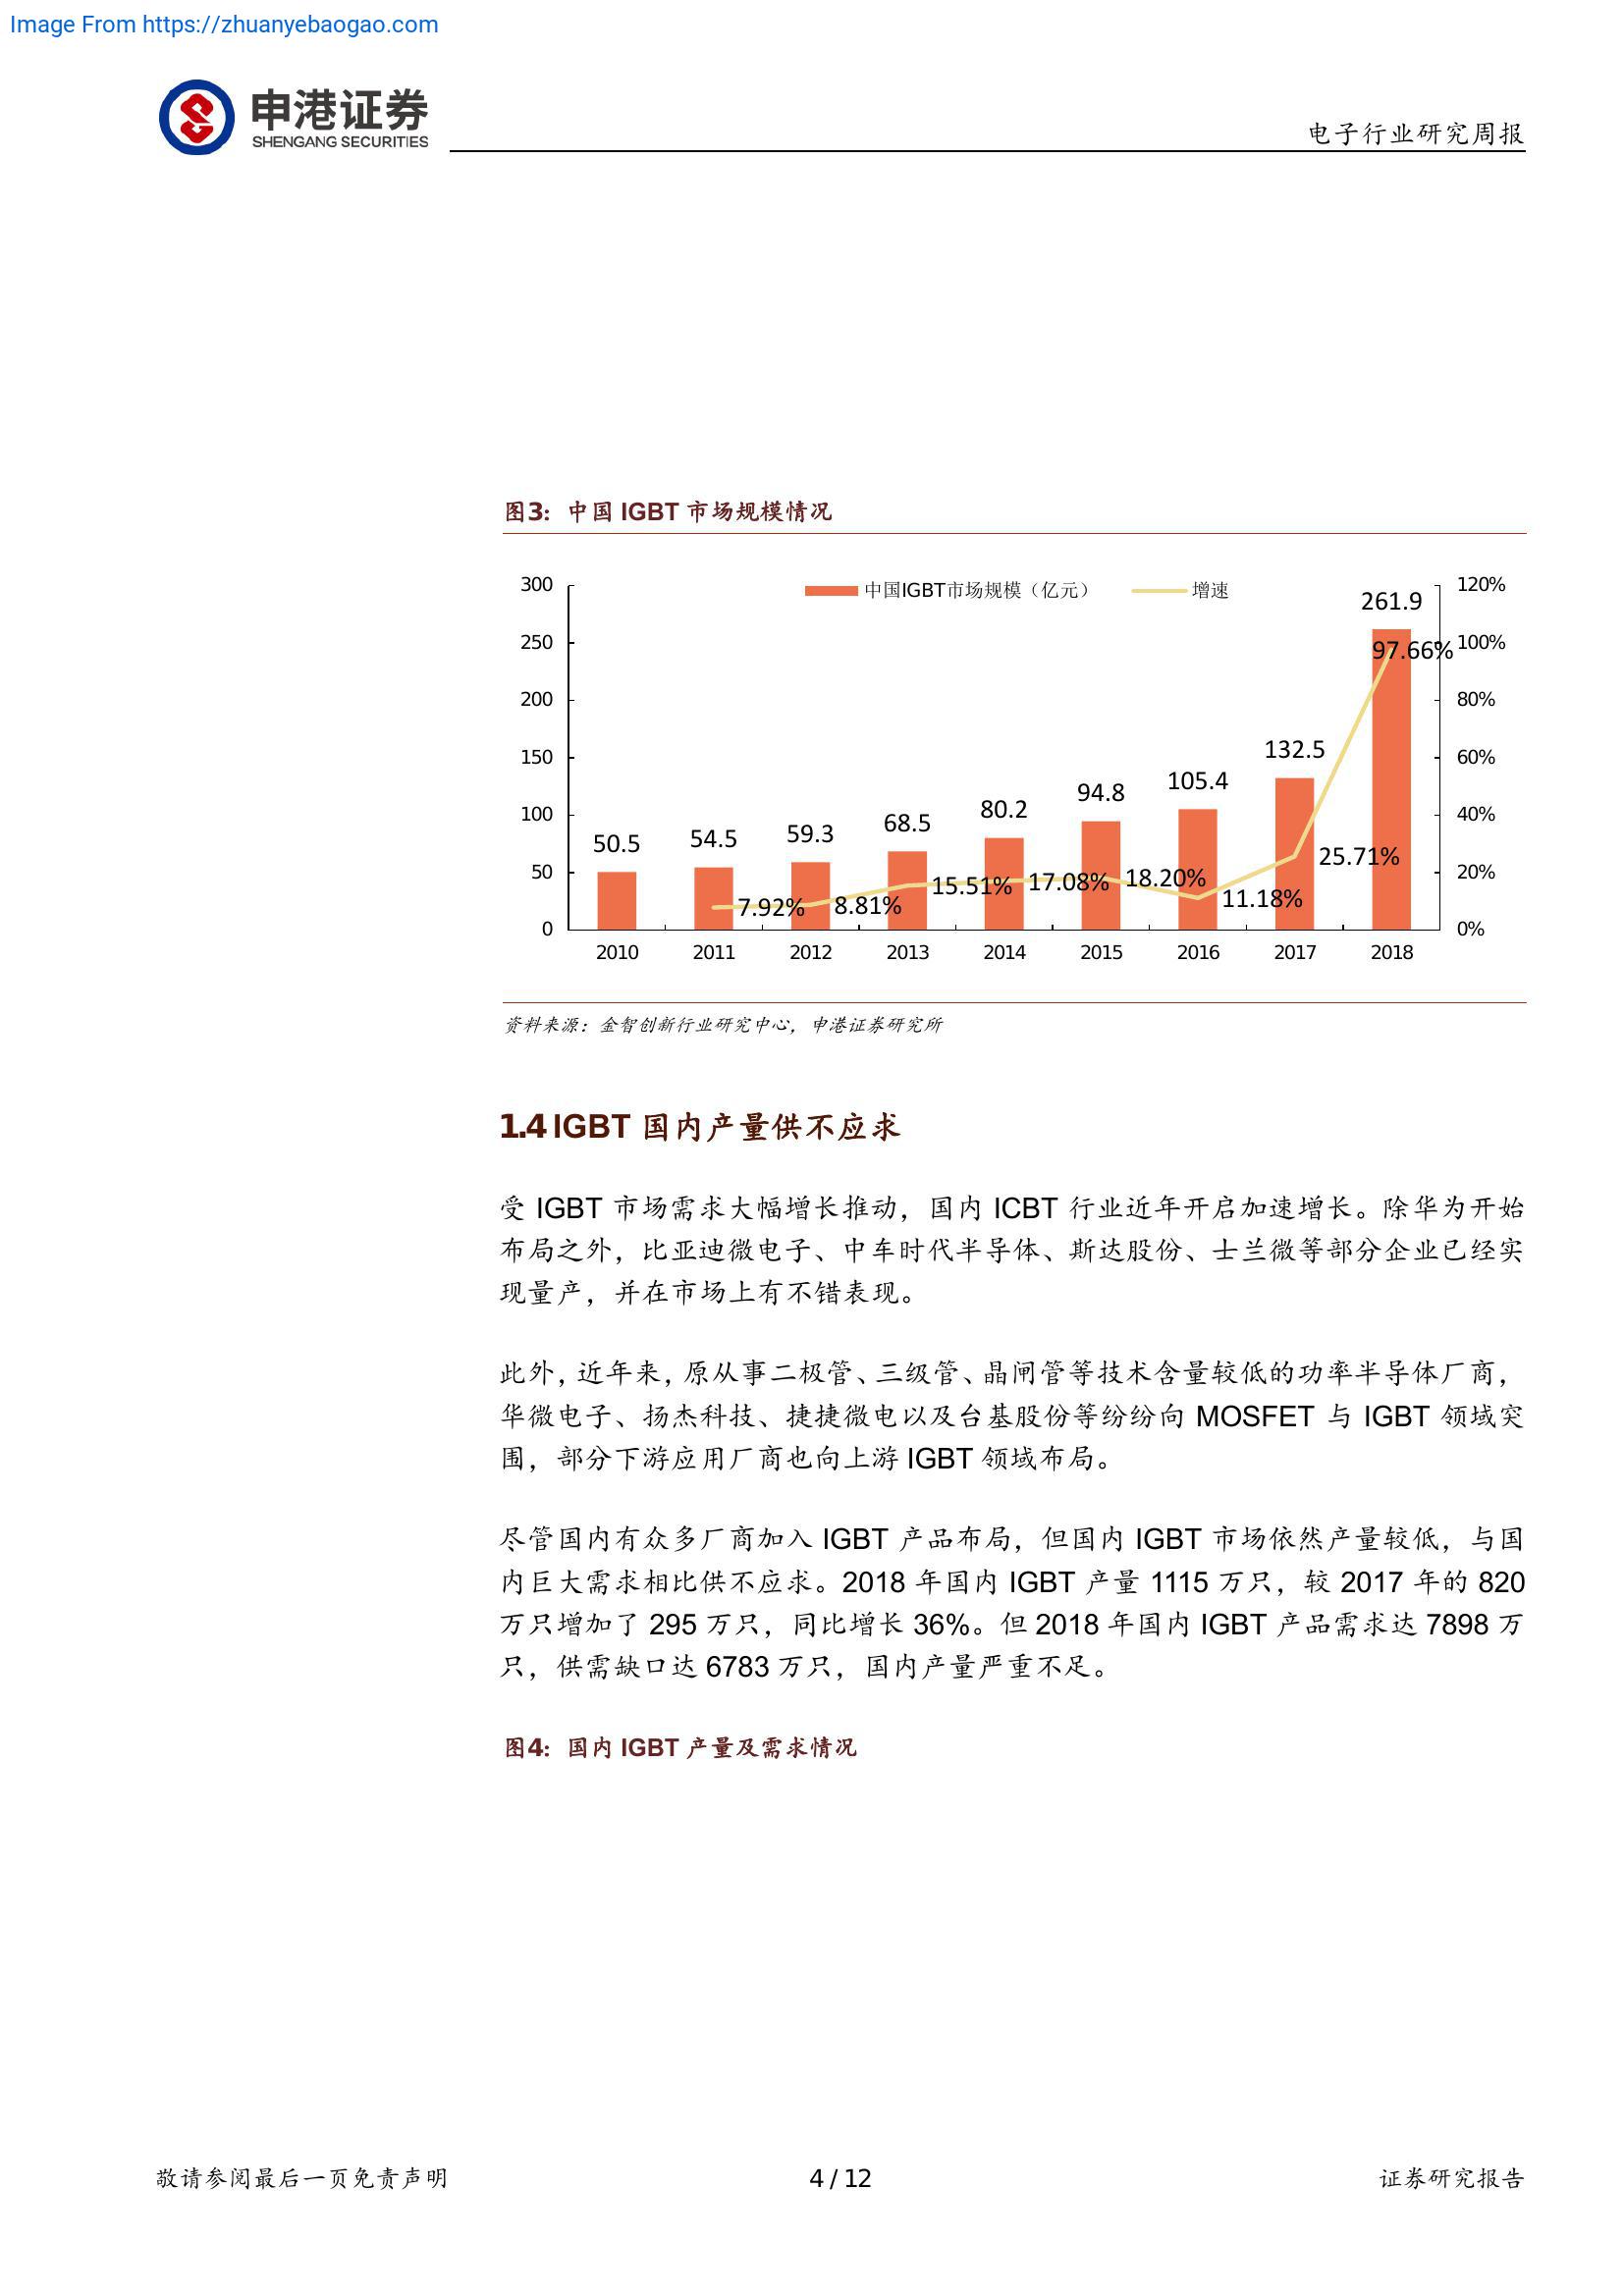 Image From https://zhuanyebaogao.com
申港证券
SHENGANG SECURITIES
电子行业研究周报
图3：中国 IGBT 市场规模情况
中国IGBT市场规模（亿元） 增速
300
250
200
150
100
50
0
120%
100%
80%
60%
40%
20%
0%
50.5 54.5 59.3 68.5 80.2 94.8 105.4 132.5 261.9
7.92% 8.81% 15.51% 17.08% 18.20% 11.18% 25.71% 97.66%
2010 2011 2012 2013 2014 2015 2016 2017 2018
资料来源：金智创新行业研究中心，申港证券研究所
1.4 IGBT 国内产量供不应求
受 IGBT 市场需求大幅增长推动，国内 ICBT 行业近年开启加速增长。除华为开始
布局之外，比亚迪微电子、中车时代半导体、斯达股份、士兰微等部分企业已经实
现量产，并在市场上有不错表现。
此外，近年来，原从事二极管、三级管、晶闸管等技术含量较低的功率半导体厂商，
华微电子、扬杰科技、捷捷微电以及台基股份等纷纷向 MOSFET 与 IGBT 领域突
围，部分下游应用厂商也向上游 IGBT 领域布局。
尽管国内有众多厂商加入 IGBT 产品布局，但国内 IGBT 市场依然产量较低，与国
内巨大需求相比供不应求。2018 年国内 IGBT 产量 1115 万只，较 2017 年的 820
万只增加了 295 万只，同比增长 36%。但 2018 年国内 IGBT 产品需求达 7898 万
只，供需缺口达 6783 万只，国内产量严重不足。
图4：国内 IGBT 产量及需求情况
敬请参阅最后一页免责声明
4 / 12
证券研究报告